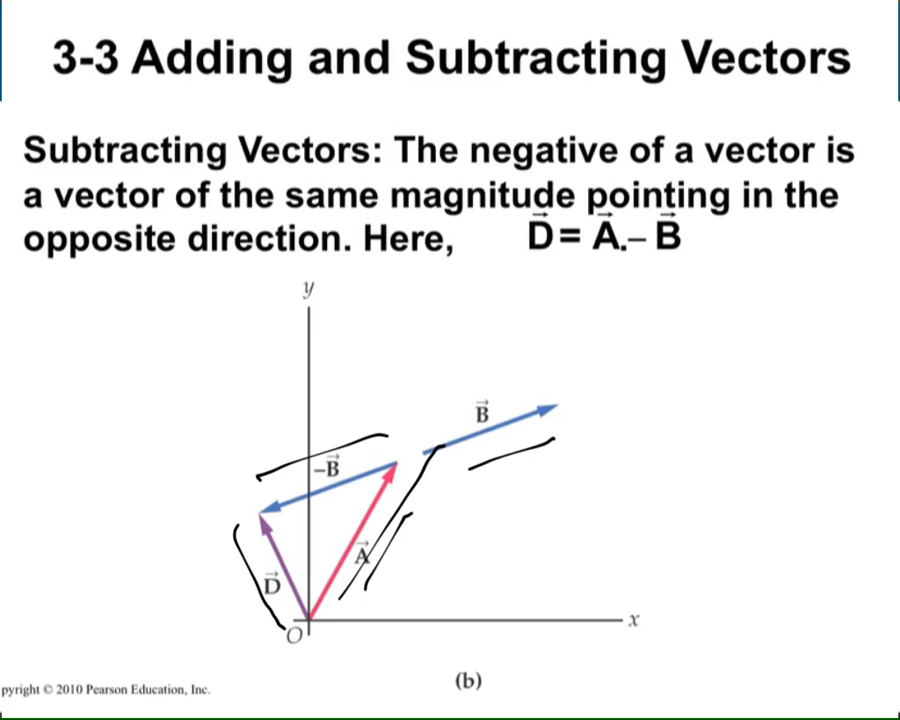 3-3 Adding and Subtracting Vectors
Subtracting Vectors: The negative of a vector is
a vector of the same magnitude pointing in the
opposite direction. Here, D⃗ = A⃗.– B⃗
y
B⃗
–B⃗
A⃗
D⃗
O
x
(b)
pyright © 2010 Pearson Education, Inc.